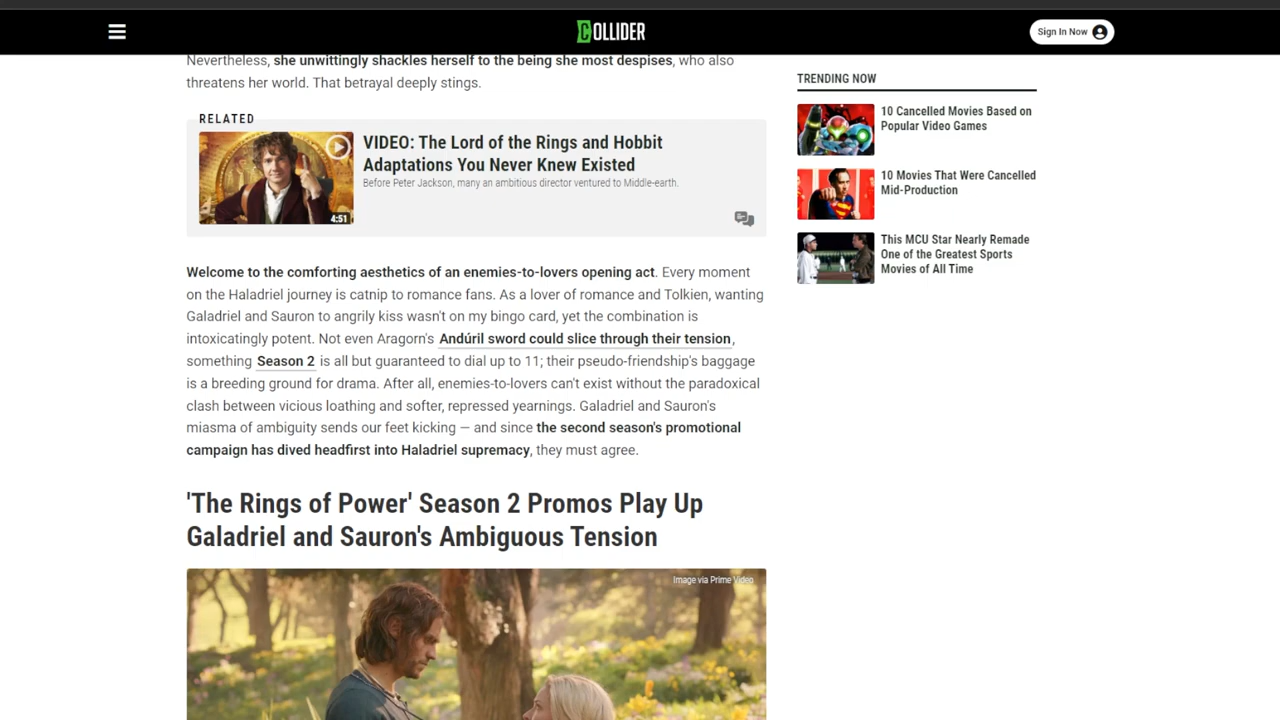 COLLIDER
Sign In Now
Nevertheless, she unwittingly shackles herself to the being she most despises, who also
threatens her world. That betrayal deeply stings.
RELATED
4:51
VIDEO: The Lord of the Rings and Hobbit
Adaptations You Never Knew Existed
Before Peter Jackson, many an ambitious director ventured to Middle-earth.
Welcome to the comforting aesthetics of an enemies-to-lovers opening act. Every moment
on the Haladriel journey is catnip to romance fans. As a lover of romance and Tolkien, wanting
Galadriel and Sauron to angrily kiss wasn't on my bingo card, yet the combination is
intoxicatingly potent. Not even Aragorn's Andúril sword could slice through their tension,
something Season 2 is all but guaranteed to dial up to 11; their pseudo-friendship's baggage
is a breeding ground for drama. After all, enemies-to-lovers can't exist without the paradoxical
clash between vicious loathing and softer, repressed yearnings. Galadriel and Sauron's
miasma of ambiguity sends our feet kicking — and since the second season's promotional
campaign has dived headfirst into Haladriel supremacy, they must agree.
'The Rings of Power' Season 2 Promos Play Up
Galadriel and Sauron's Ambiguous Tension
Image via Prime Video
TRENDING NOW
10 Cancelled Movies Based on
Popular Video Games
10 Movies That Were Cancelled
Mid-Production
This MCU Star Nearly Remade
One of the Greatest Sports
Movies of All Time